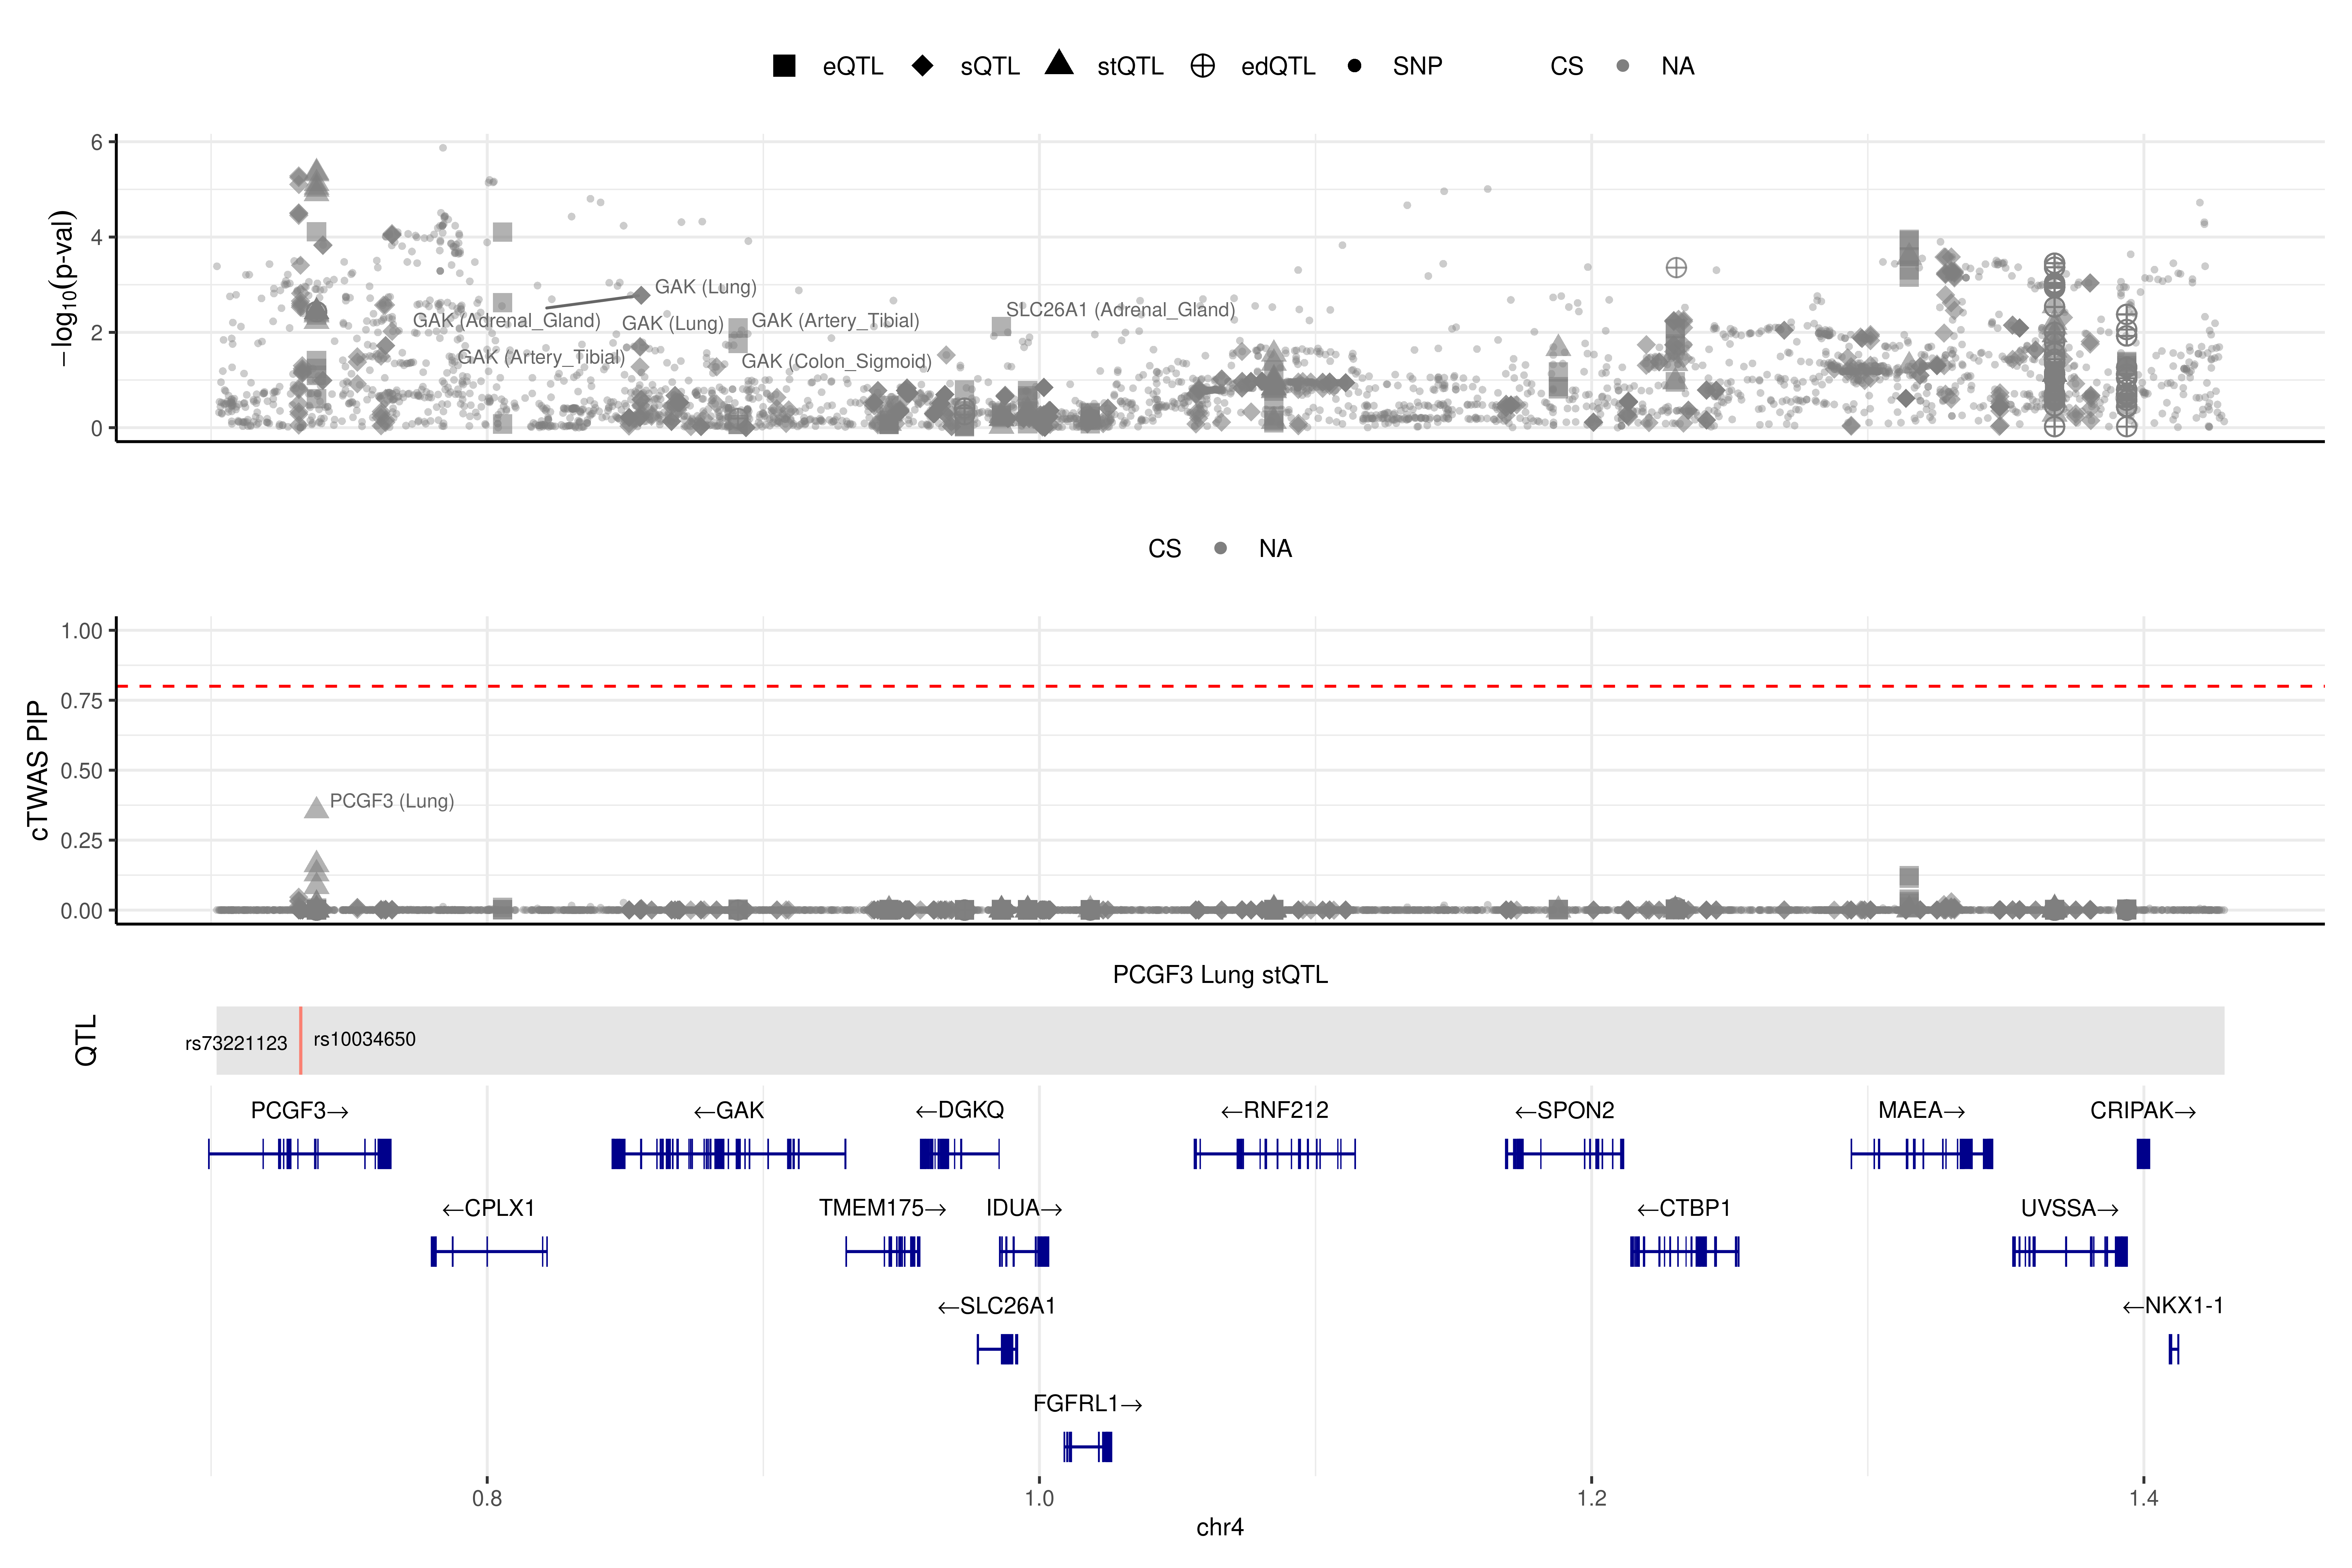 eQTL sQTL stQTL edQTL SNP CS NA
−log10(p-val)
6
4
2
0
GAK (Lung)
SLC26A1 (Adrenal_Gland)
GAK (Adrenal_Gland) GAK (Lung) GAK (Artery_Tibial)
GAK (Artery_Tibial) GAK (Colon_Sigmoid)
CS NA
cTWAS PIP
1.00
0.75
0.50
0.25
0.00
PCGF3 (Lung)
PCGF3 Lung stQTL
QTL
rs73221123 rs10034650
PCGF3→ ←GAK ←DGKQ ←RNF212 ←SPON2 MAEA→ CRIPAK→
←CPLX1 TMEM175→ IDUA→ ←CTBP1 UVSSA→
←SLC26A1 ←NKX1-1
FGFRL1→
0.8 1.0 1.2 1.4
chr4